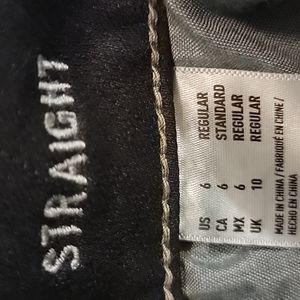 STRAIGHT
US 6 REGULAR
CA 6 STANDARD
MX 6 REGULAR
UK 10 REGULAR
MADE IN CHINA / FABRIQUÉ EN CHINE /
HECHO EN CHINA